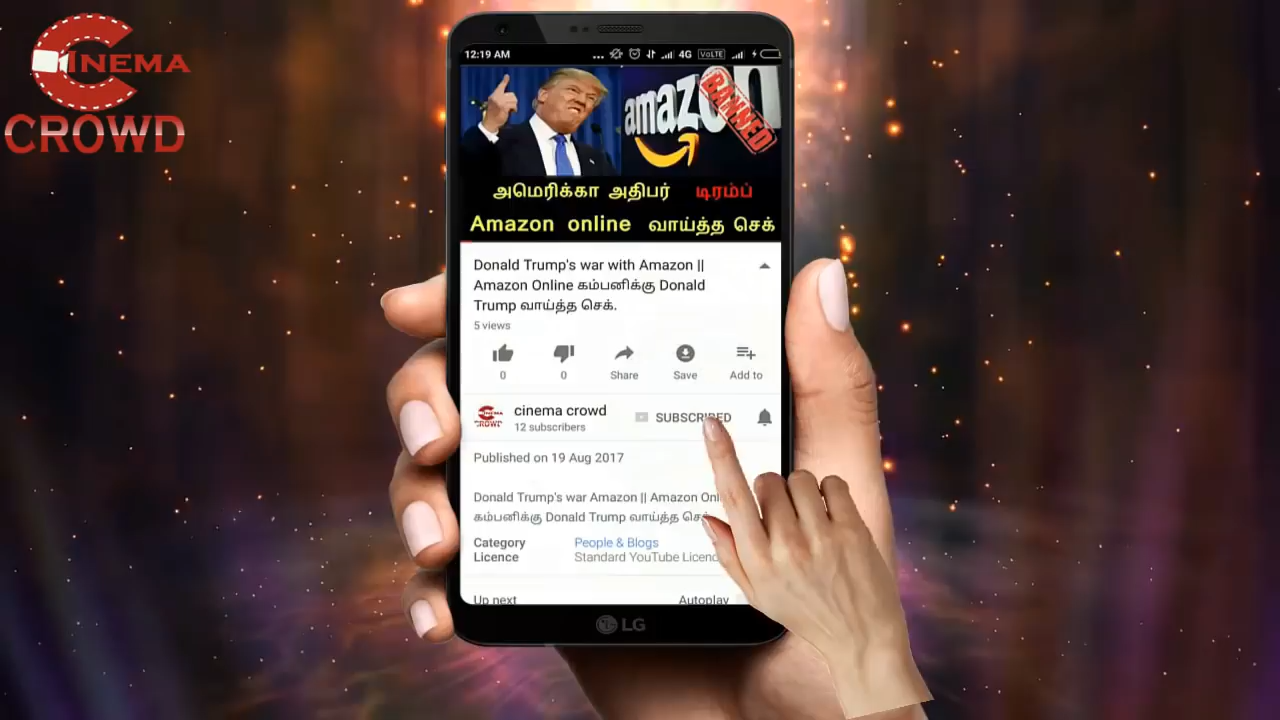 CINEMA
CROWD
12:19 AM
4G VoLTE
amazon
BANNED
அமெரிக்கா அதிபர் டிரம்ப்
Amazon online வாய்த்த செக்
Donald Trump's war with Amazon ||
Amazon Online கம்பனிக்கு Donald
Trump வாய்த்த செக்.
5 views
0 0 Share Save Add to
cinema crowd
SUBSCRIBED
12 subscribers
Published on 19 Aug 2017
Donald Trump's war Amazon || Amazon Onl
கம்பனிக்கு Donald Trump வாய்த்த செக்
Category People & Blogs
Licence Standard YouTube Licenc
Up next Autoplay
LG